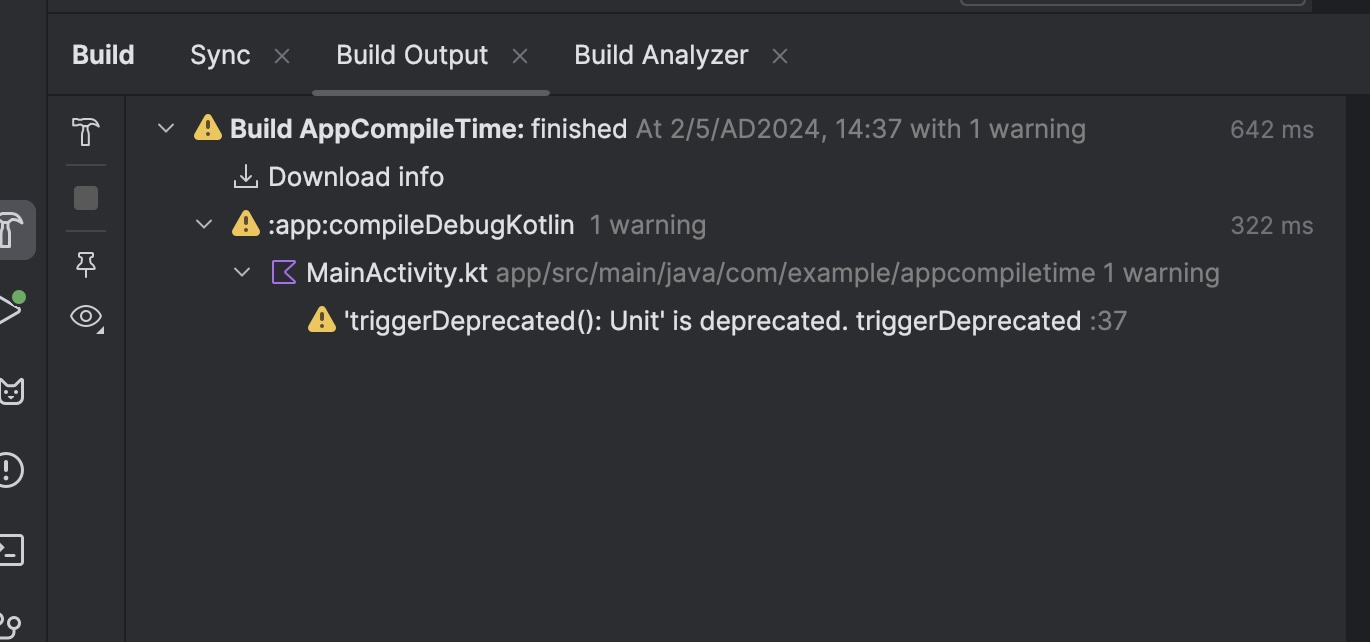 Build Sync Build Output Build Analyzer
Build AppCompileTime: finished At 2/5/AD2024, 14:37 with 1 warning 642 ms
Download info
:app:compileDebugKotlin 1 warning 322 ms
MainActivity.kt app/src/main/java/com/example/appcompiletime 1 warning
'triggerDeprecated(): Unit' is deprecated. triggerDeprecated :37